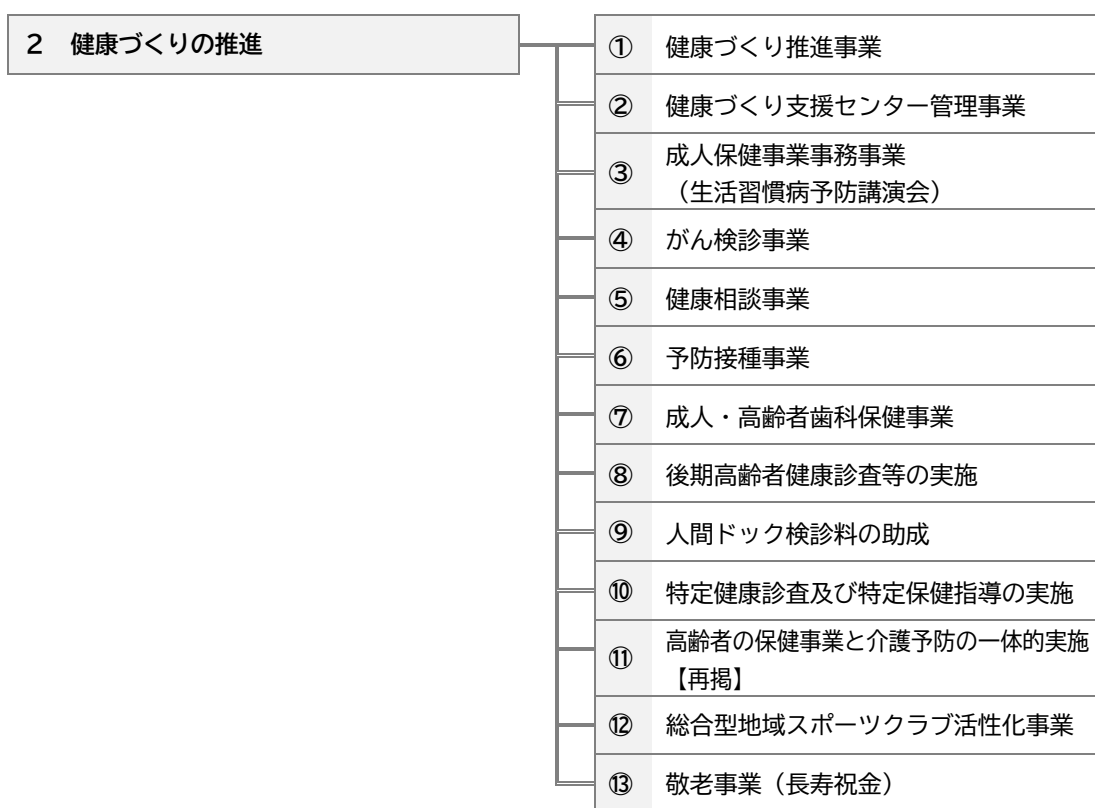 2 健康づくりの推進
① 健康づくり推進事業
② 健康づくり支援センター管理事業
③ 成人保健事業事務事業
（生活習慣病予防講演会）
④ がん検診事業
⑤ 健康相談事業
⑥ 予防接種事業
⑦ 成人・高齢者歯科保健事業
⑧ 後期高齢者健康診査等の実施
⑨ 人間ドック検診料の助成
⑩ 特定健康診査及び特定保健指導の実施
⑪ 高齢者の保健事業と介護予防の一体的実施
【再掲】
⑫ 総合型地域スポーツクラブ活性化事業
⑬ 敬老事業（長寿祝金）